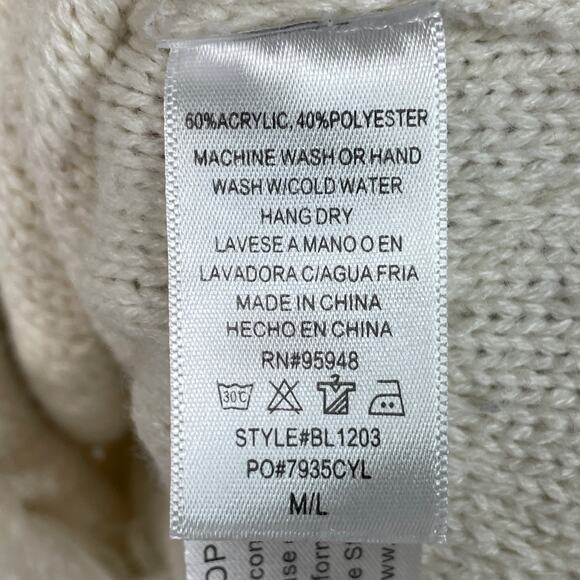 60%ACRYLIC, 40%POLYESTER
MACHINE WASH OR HAND
WASH W/COLD WATER
HANG DRY
LAVESE A MANO O EN
LAVADORA C/AGUA FRIA
MADE IN CHINA
HECHO EN CHINA
RN#95948
30°C
STYLE#BL1203
PO#7935CYL
M/L